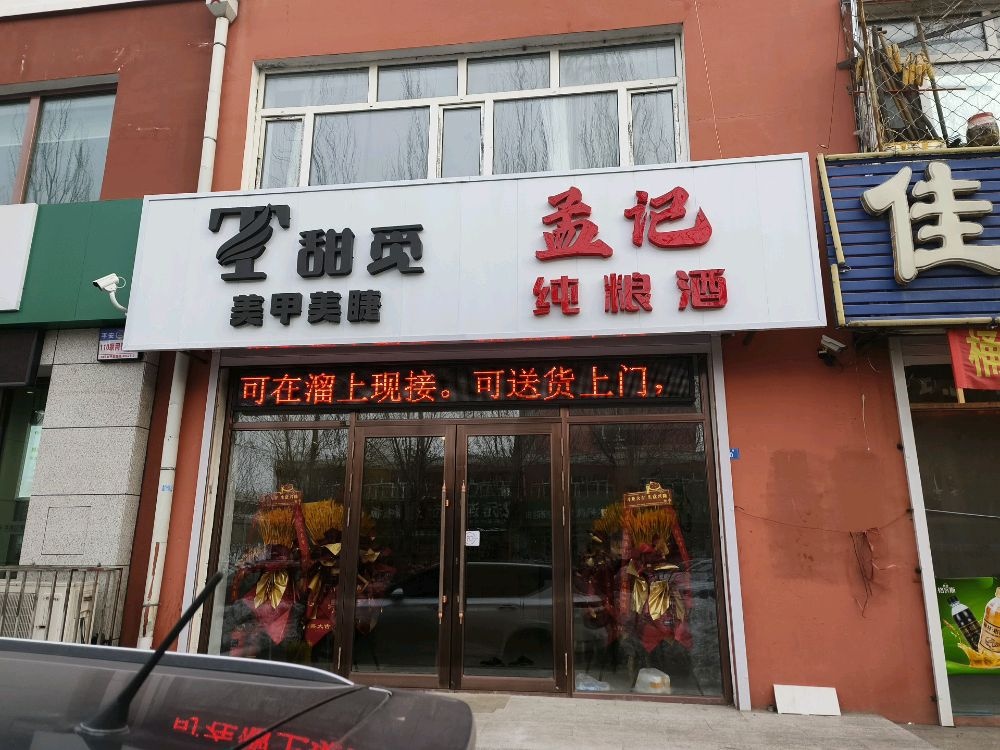 甜觅
美甲美睫
孟记
纯粮酒
可在溜上现接。可送货上门，
佳
桶